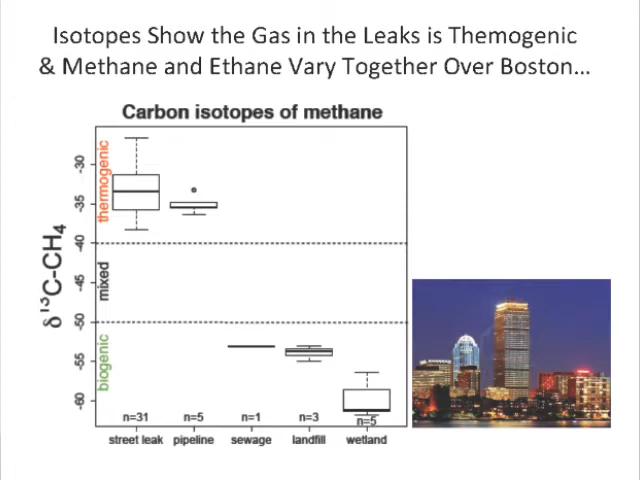 Isotopes Show the Gas in the Leaks is Themogenic
& Methane and Ethane Vary Together Over Boston...
Carbon isotopes of methane
δ ¹³C-CH₄
-30
-35
-40
-45
-50
-55
-60
thermogenic
mixed
biogenic
n=31
n=5
n=1
n=3
n=5
street leak
pipeline
sewage
landfill
wetland